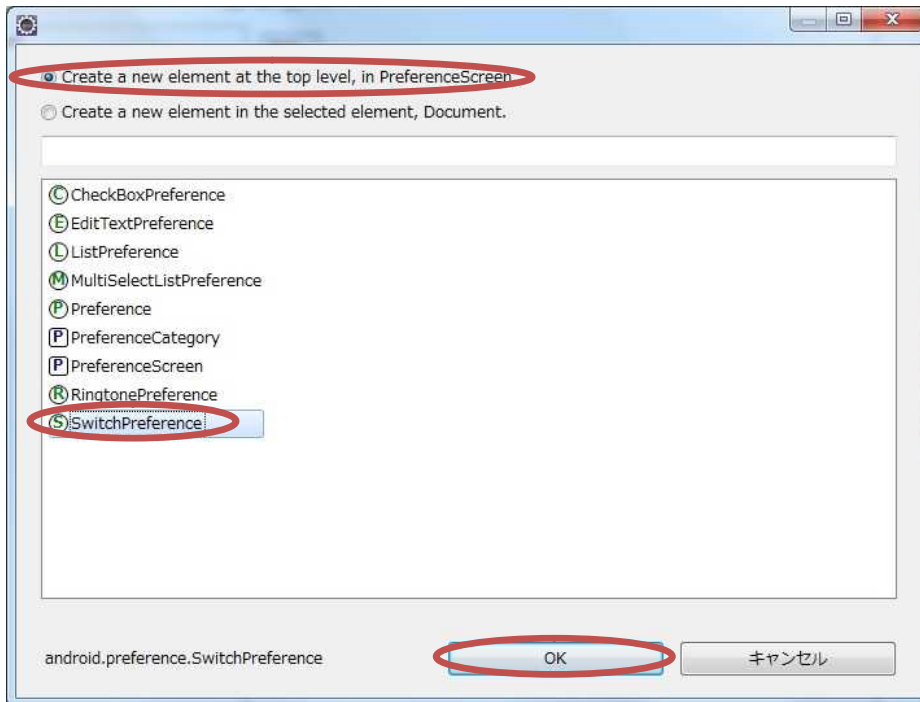 Create a new element at the top level, in PreferenceScreen
Create a new element in the selected element, Document.
C CheckBoxPreference
E EditTextPreference
L ListPreference
M MultiSelectListPreference
P Preference
P PreferenceCategory
P PreferenceScreen
R RingtonePreference
S SwitchPreference
android.preference.SwitchPreference
OK
キャンセル